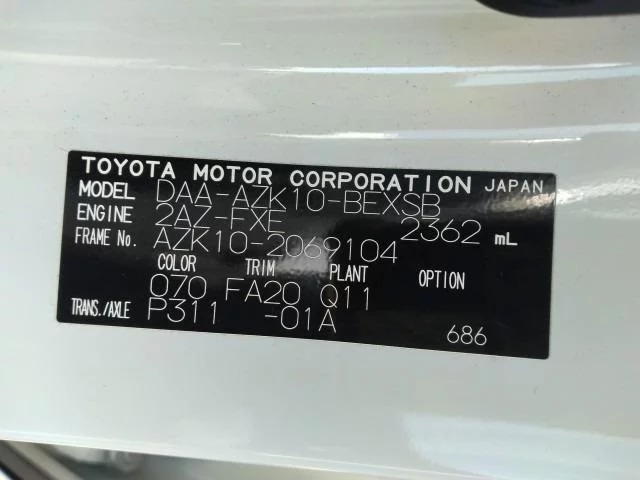 TOYOTA MOTOR CORPORATION JAPAN
MODEL DAA-AZK10-BEXSB
ENGINE 2AZ-FXE 2362 mL
FRAME No. AZK10-2069104
COLOR TRIM PLANT OPTION
070 FA20 Q11
TRANS./AXLE P311 -01A
686